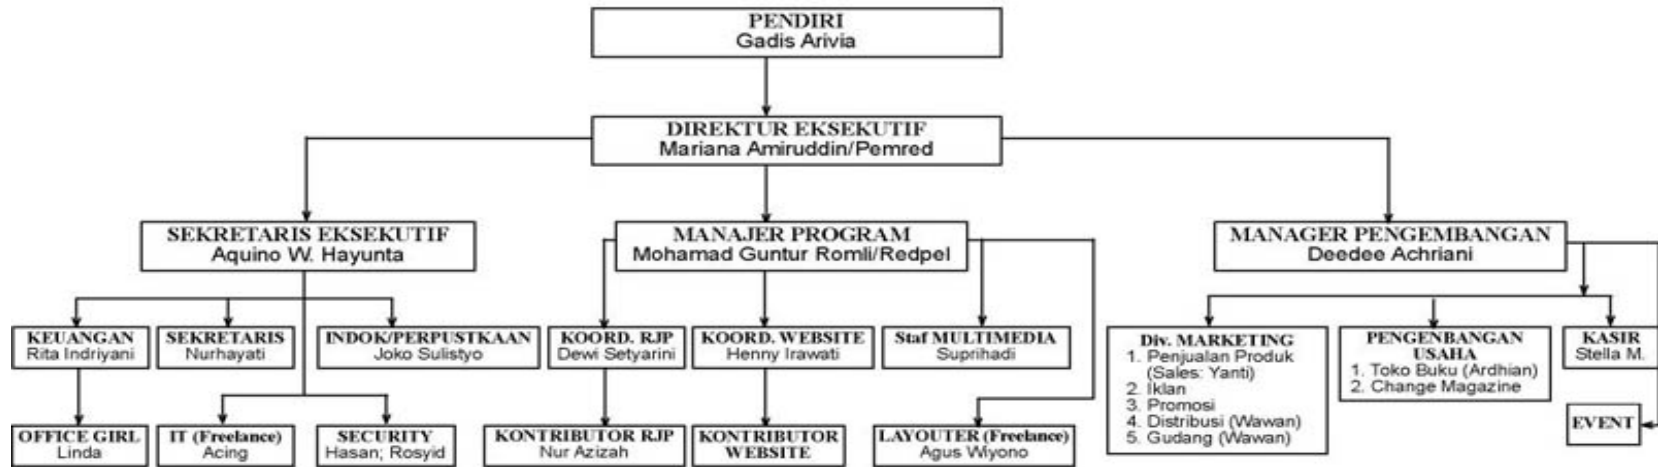 PENDIRI
Gadis Arivia
DIREKTUR EKSEKUTIF
Mariana Amiruddin/Pemred
SEKRETARIS EKSEKUTIF
Aquino W. Hayunta
MANAJER PROGRAM
Mohamad Guntur Romli/Redpel
MANAGER PENGEMBANGAN
Deedee Achriani
KEUANGAN
Rita Indriyani
SEKRETARIS
Nurhayati
INDOK/PERPUSTKAAN
Joko Sulistyo
KOORD. RJP
Dewi Setyarini
KOORD. WEBSITE
Henny Irawati
Staf MULTIMEDIA
Suprihadi
Div. MARKETING
1. Penjualan Produk
(Sales: Yanti)
2. Iklan
3. Promosi
4. Distribusi (Wawan)
5. Gudang (Wawan)
PENGENBANGAN
USAHA
1. Toko Buku (Ardhian)
2. Change Magazine
KASIR
Stella M.
OFFICE GIRL
Linda
IT (Freelance)
Acing
SECURITY
Hasan; Rosyid
KONTRIBUTOR RJP
Nur Azizah
KONTRIBUTOR
WEBSITE
LAYOUTER (Freelance)
Agus Wiyono
EVENT